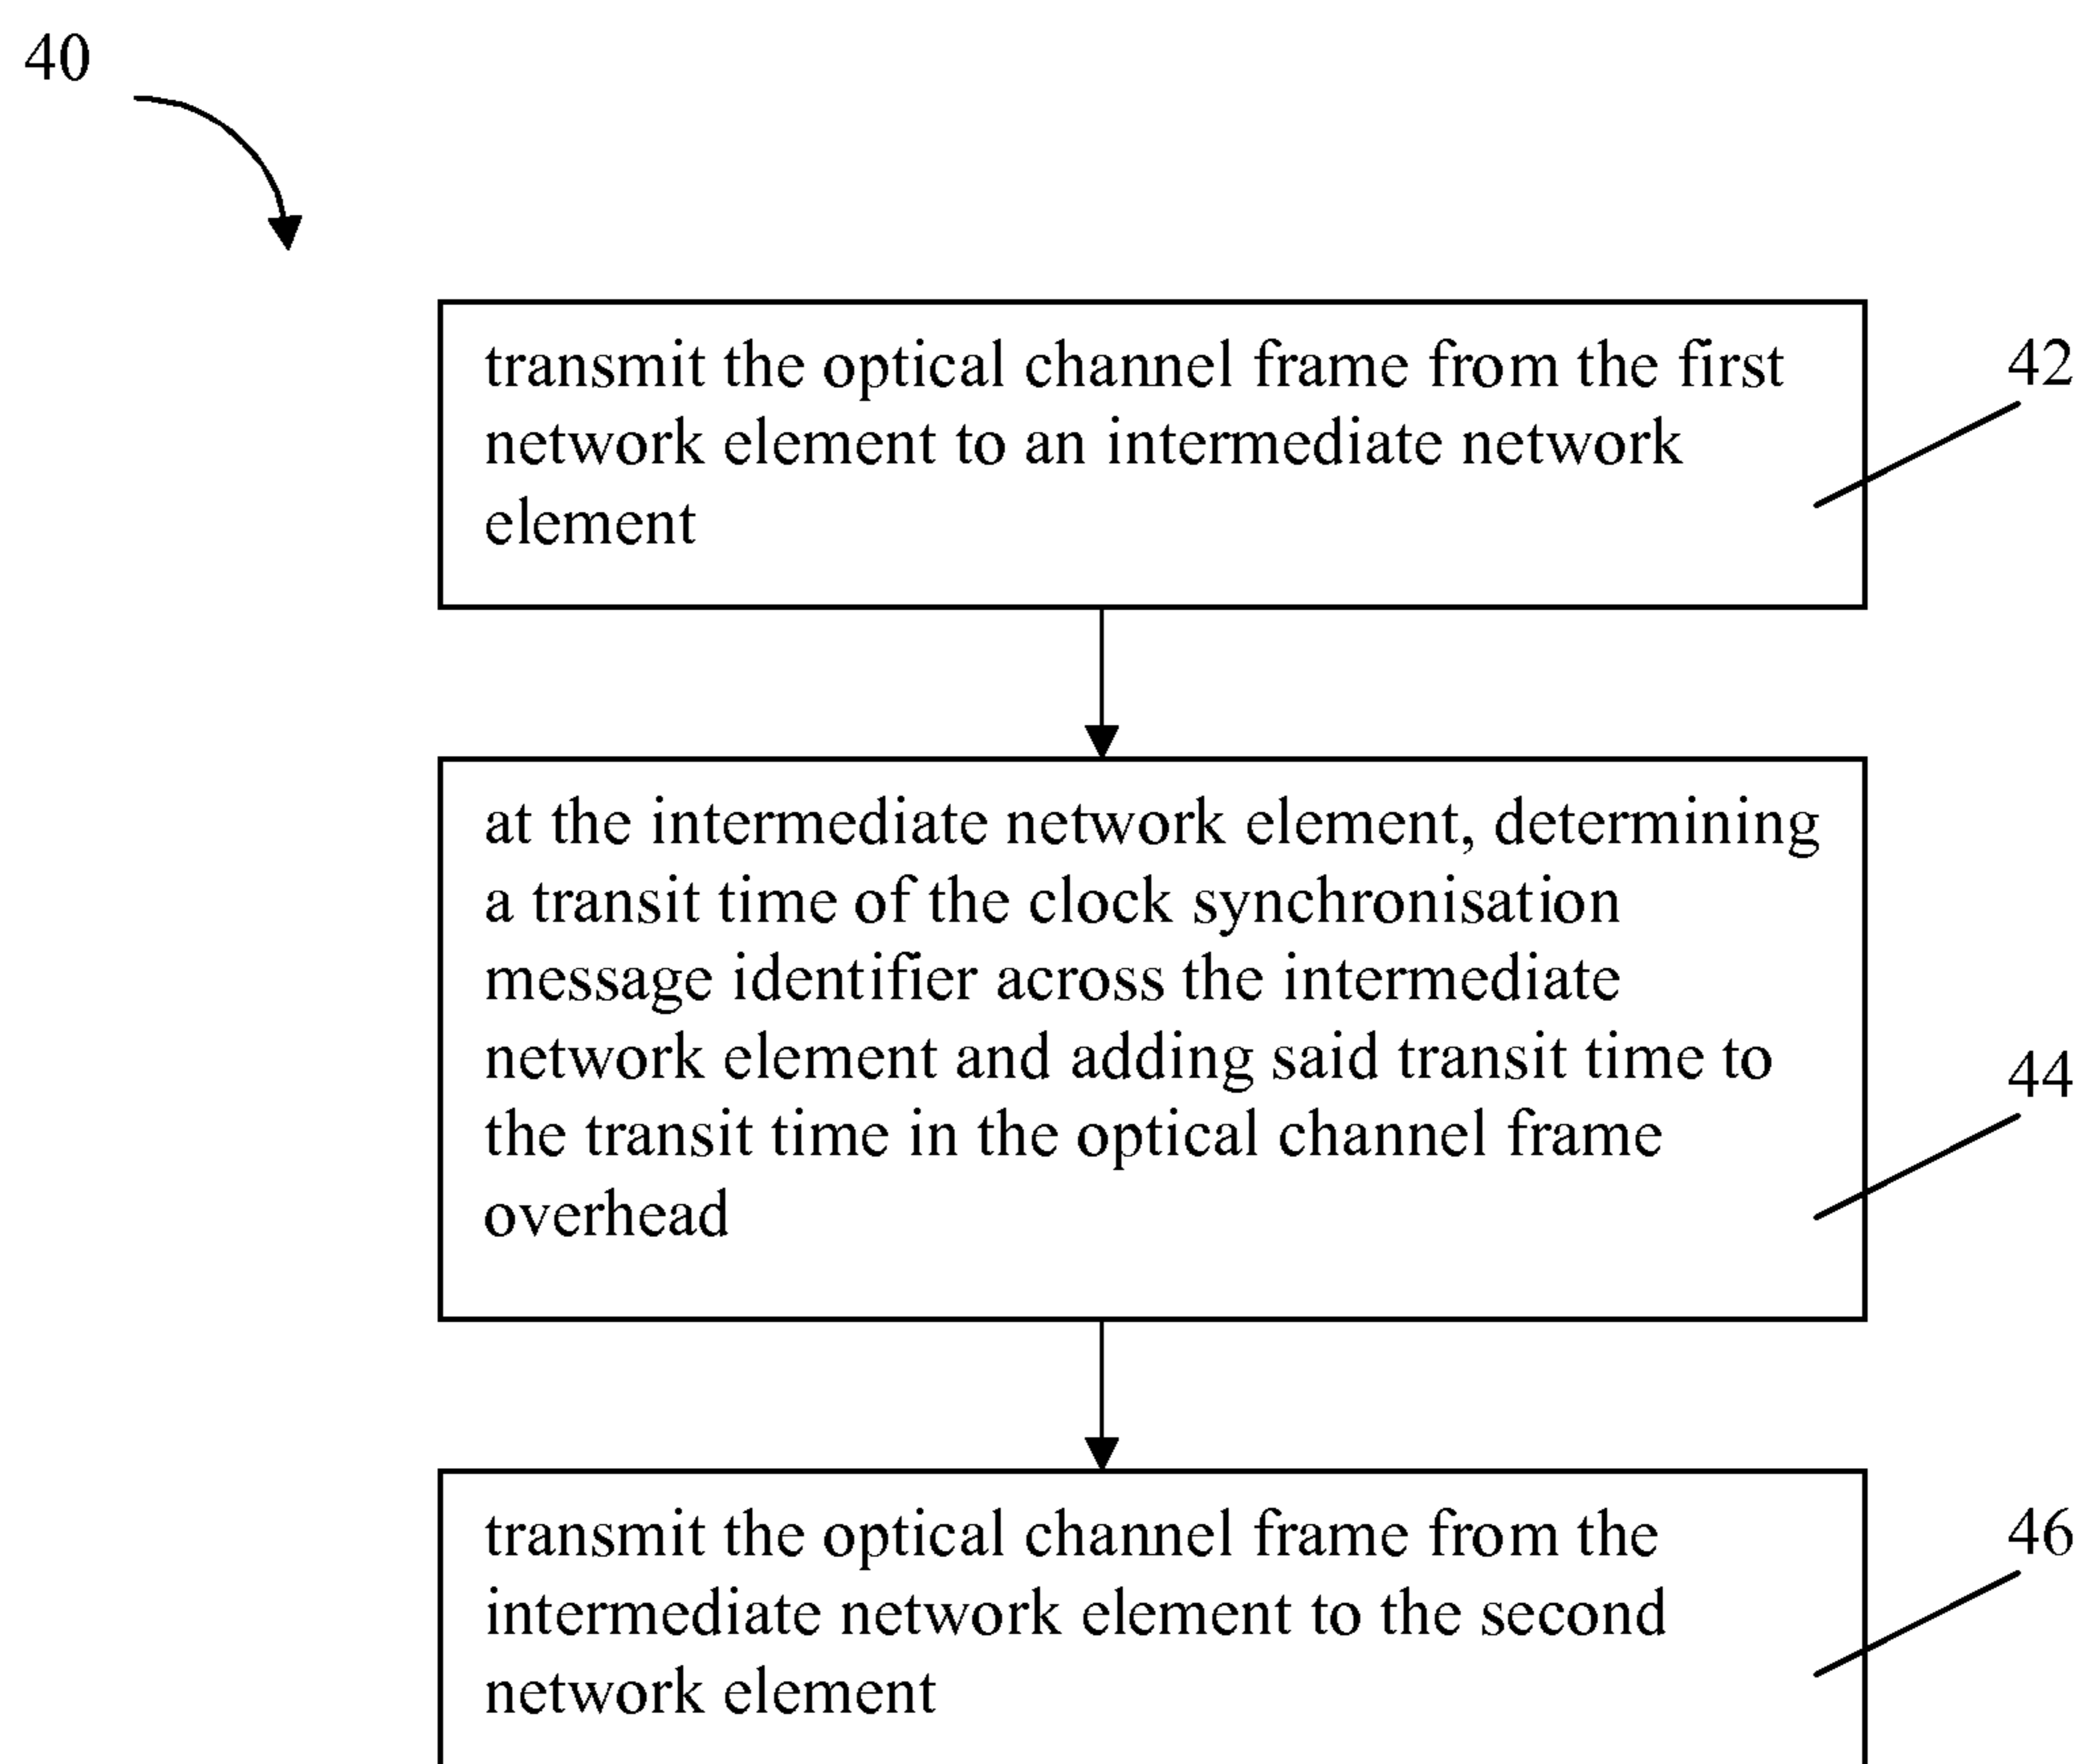 40
transmit the optical channel frame from the first
network element to an intermediate network
element
42
at the intermediate network element, determining
a transit time of the clock synchronisation
message identifier across the intermediate
network element and adding said transit time to
the transit time in the optical channel frame
overhead
44
transmit the optical channel frame from the
intermediate network element to the second
network element
46